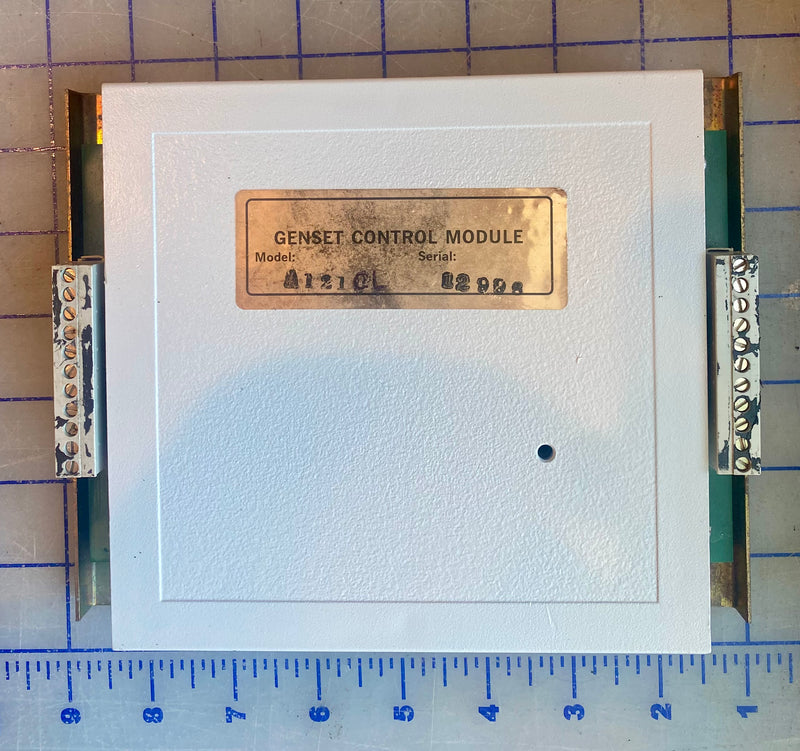 GENSET CONTROL MODULE
Model: Serial:
9 8 7 6 5 4 3 2 1